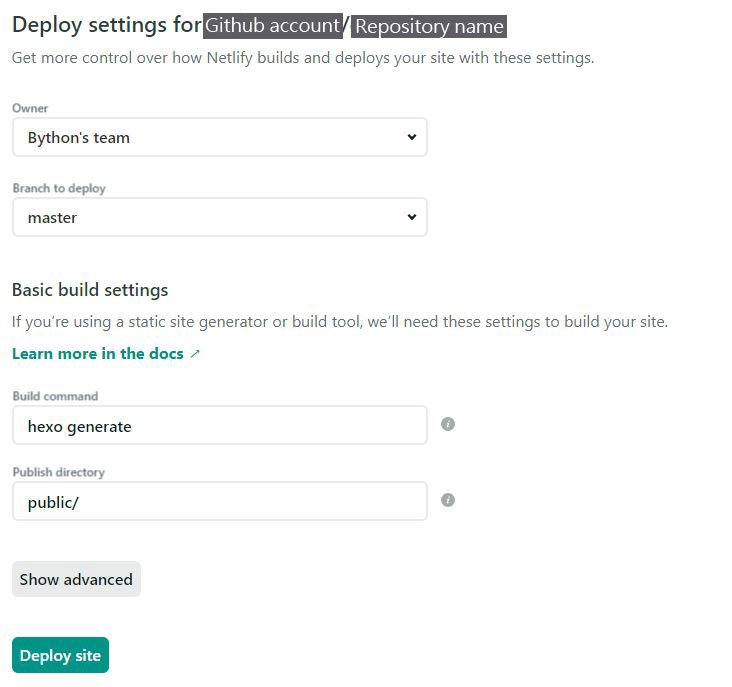 Deploy settings for Github account/Repository name
Get more control over how Netlify builds and deploys your site with these settings.
Owner
Bython's team
Branch to deploy
master
Basic build settings
If you’re using a static site generator or build tool, we’ll need these settings to build your site.
Learn more in the docs ↗
Build command
hexo generate
Publish directory
public/
Show advanced
Deploy site